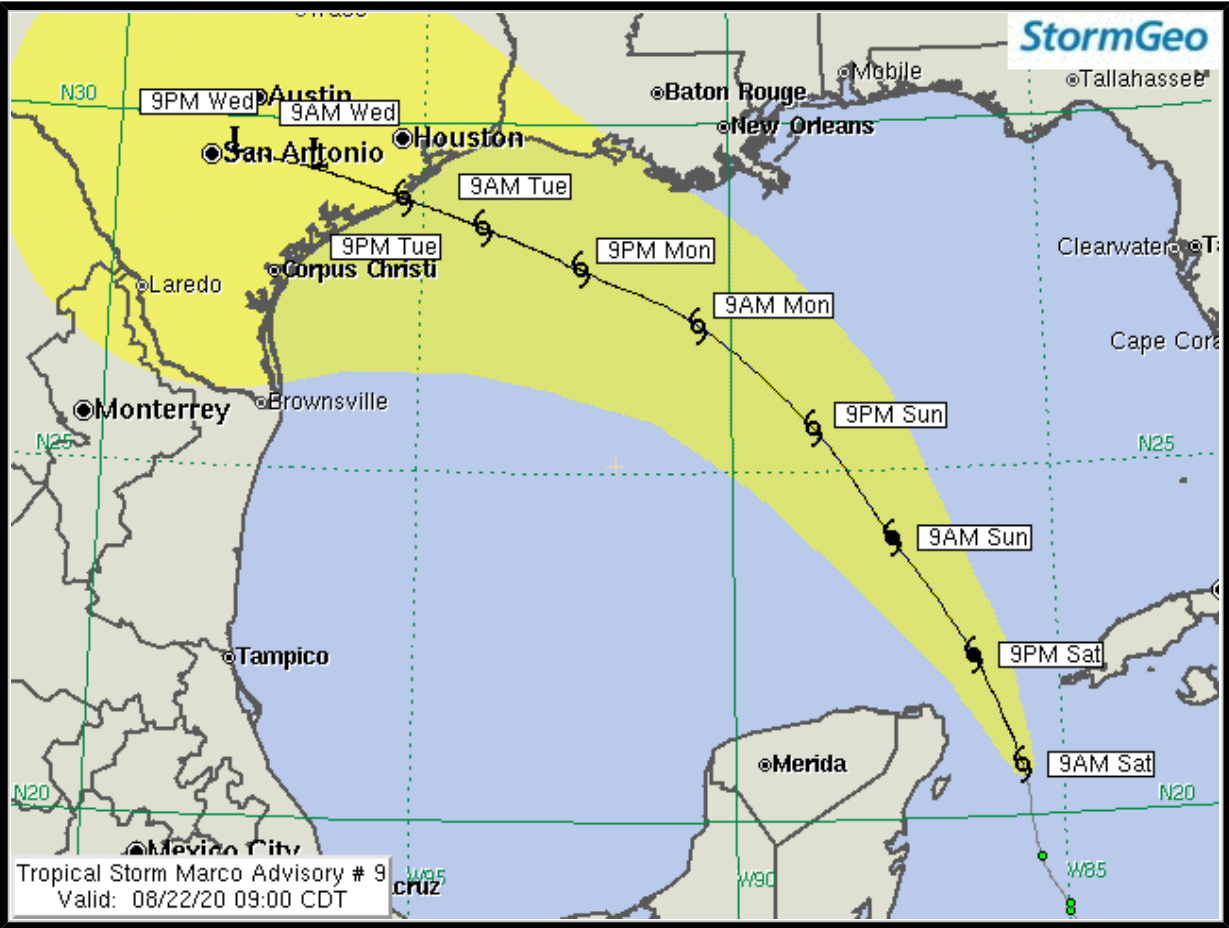 StormGeo
Mobile
Tallahassee
N30
9PM Wed
Austin
9AM Wed
Baton Rouge
New Orleans
Houston
San Antonio
9AM Tue
9PM Tue
9PM Mon
Clearwater
Corpus Christi
Laredo
9AM Mon
Cape Cora
Brownsville
Monterrey
9PM Sun
N25
N25
9AM Sun
Tampico
9PM Sat
Merida
9AM Sat
N20
N20
Mexico City
W85
W90
W95
cruz
L
L
Tropical Storm Marco Advisory # 9
Valid: 08/22/20 09:00 CDT